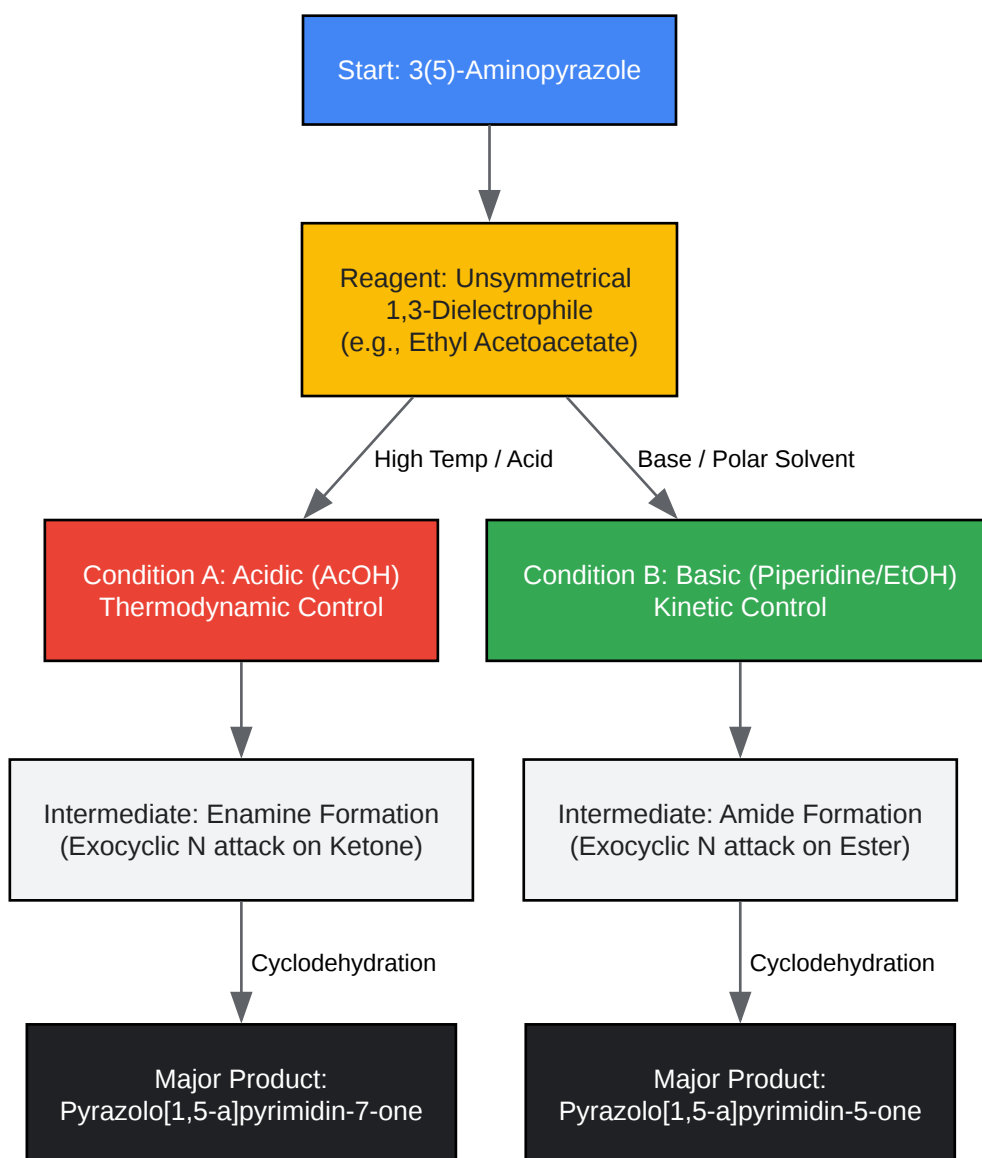 Start: 3(5)-Aminopyrazole
Reagent: Unsymmetrical
1,3-Dielectrophile
(e.g., Ethyl Acetoacetate)
High Temp / Acid
Base / Polar Solvent
Condition A: Acidic (AcOH)
Thermodynamic Control
Condition B: Basic (Piperidine/EtOH)
Kinetic Control
Intermediate: Enamine Formation
(Exocyclic N attack on Ketone)
Intermediate: Amide Formation
(Exocyclic N attack on Ester)
Cyclodehydration
Cyclodehydration
Major Product:
Pyrazolo[1,5-a]pyrimidin-7-one
Major Product:
Pyrazolo[1,5-a]pyrimidin-5-one